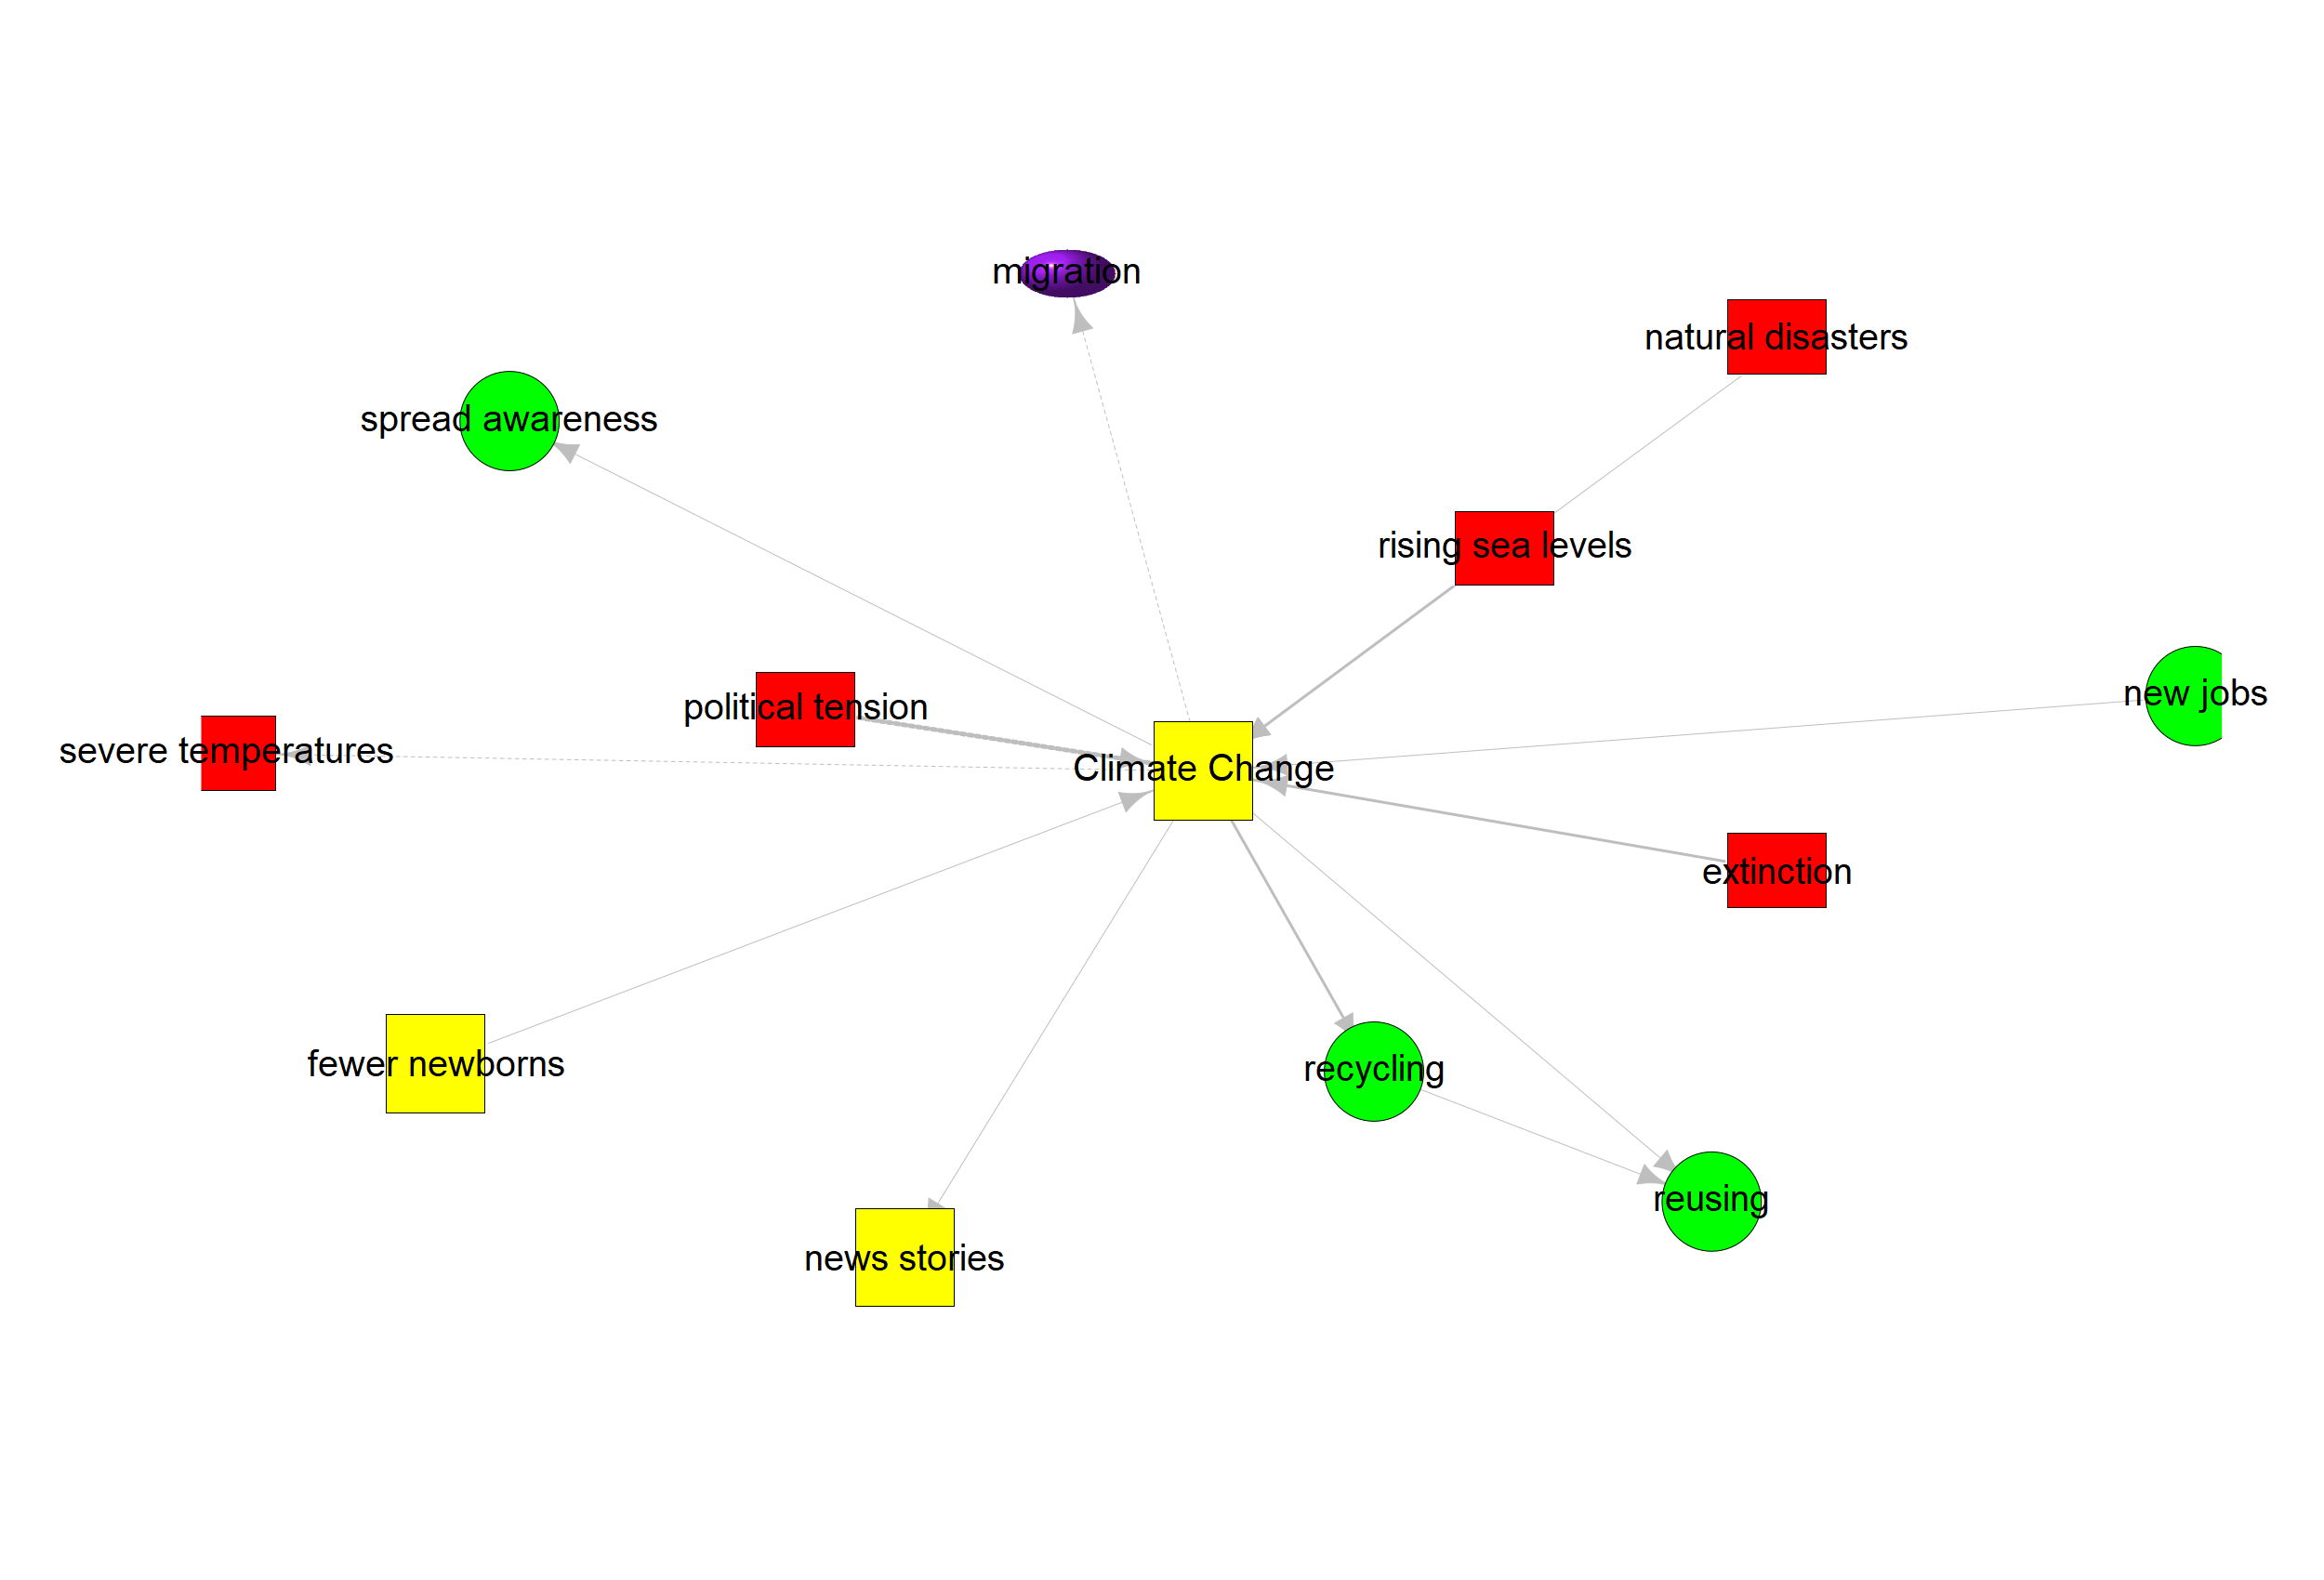 migration
natural disasters
spread awareness
rising sea levels
new jobs
political tension
severe temperatures
Climate Change
extinction
fewer newborns
recycling
reusing
news stories